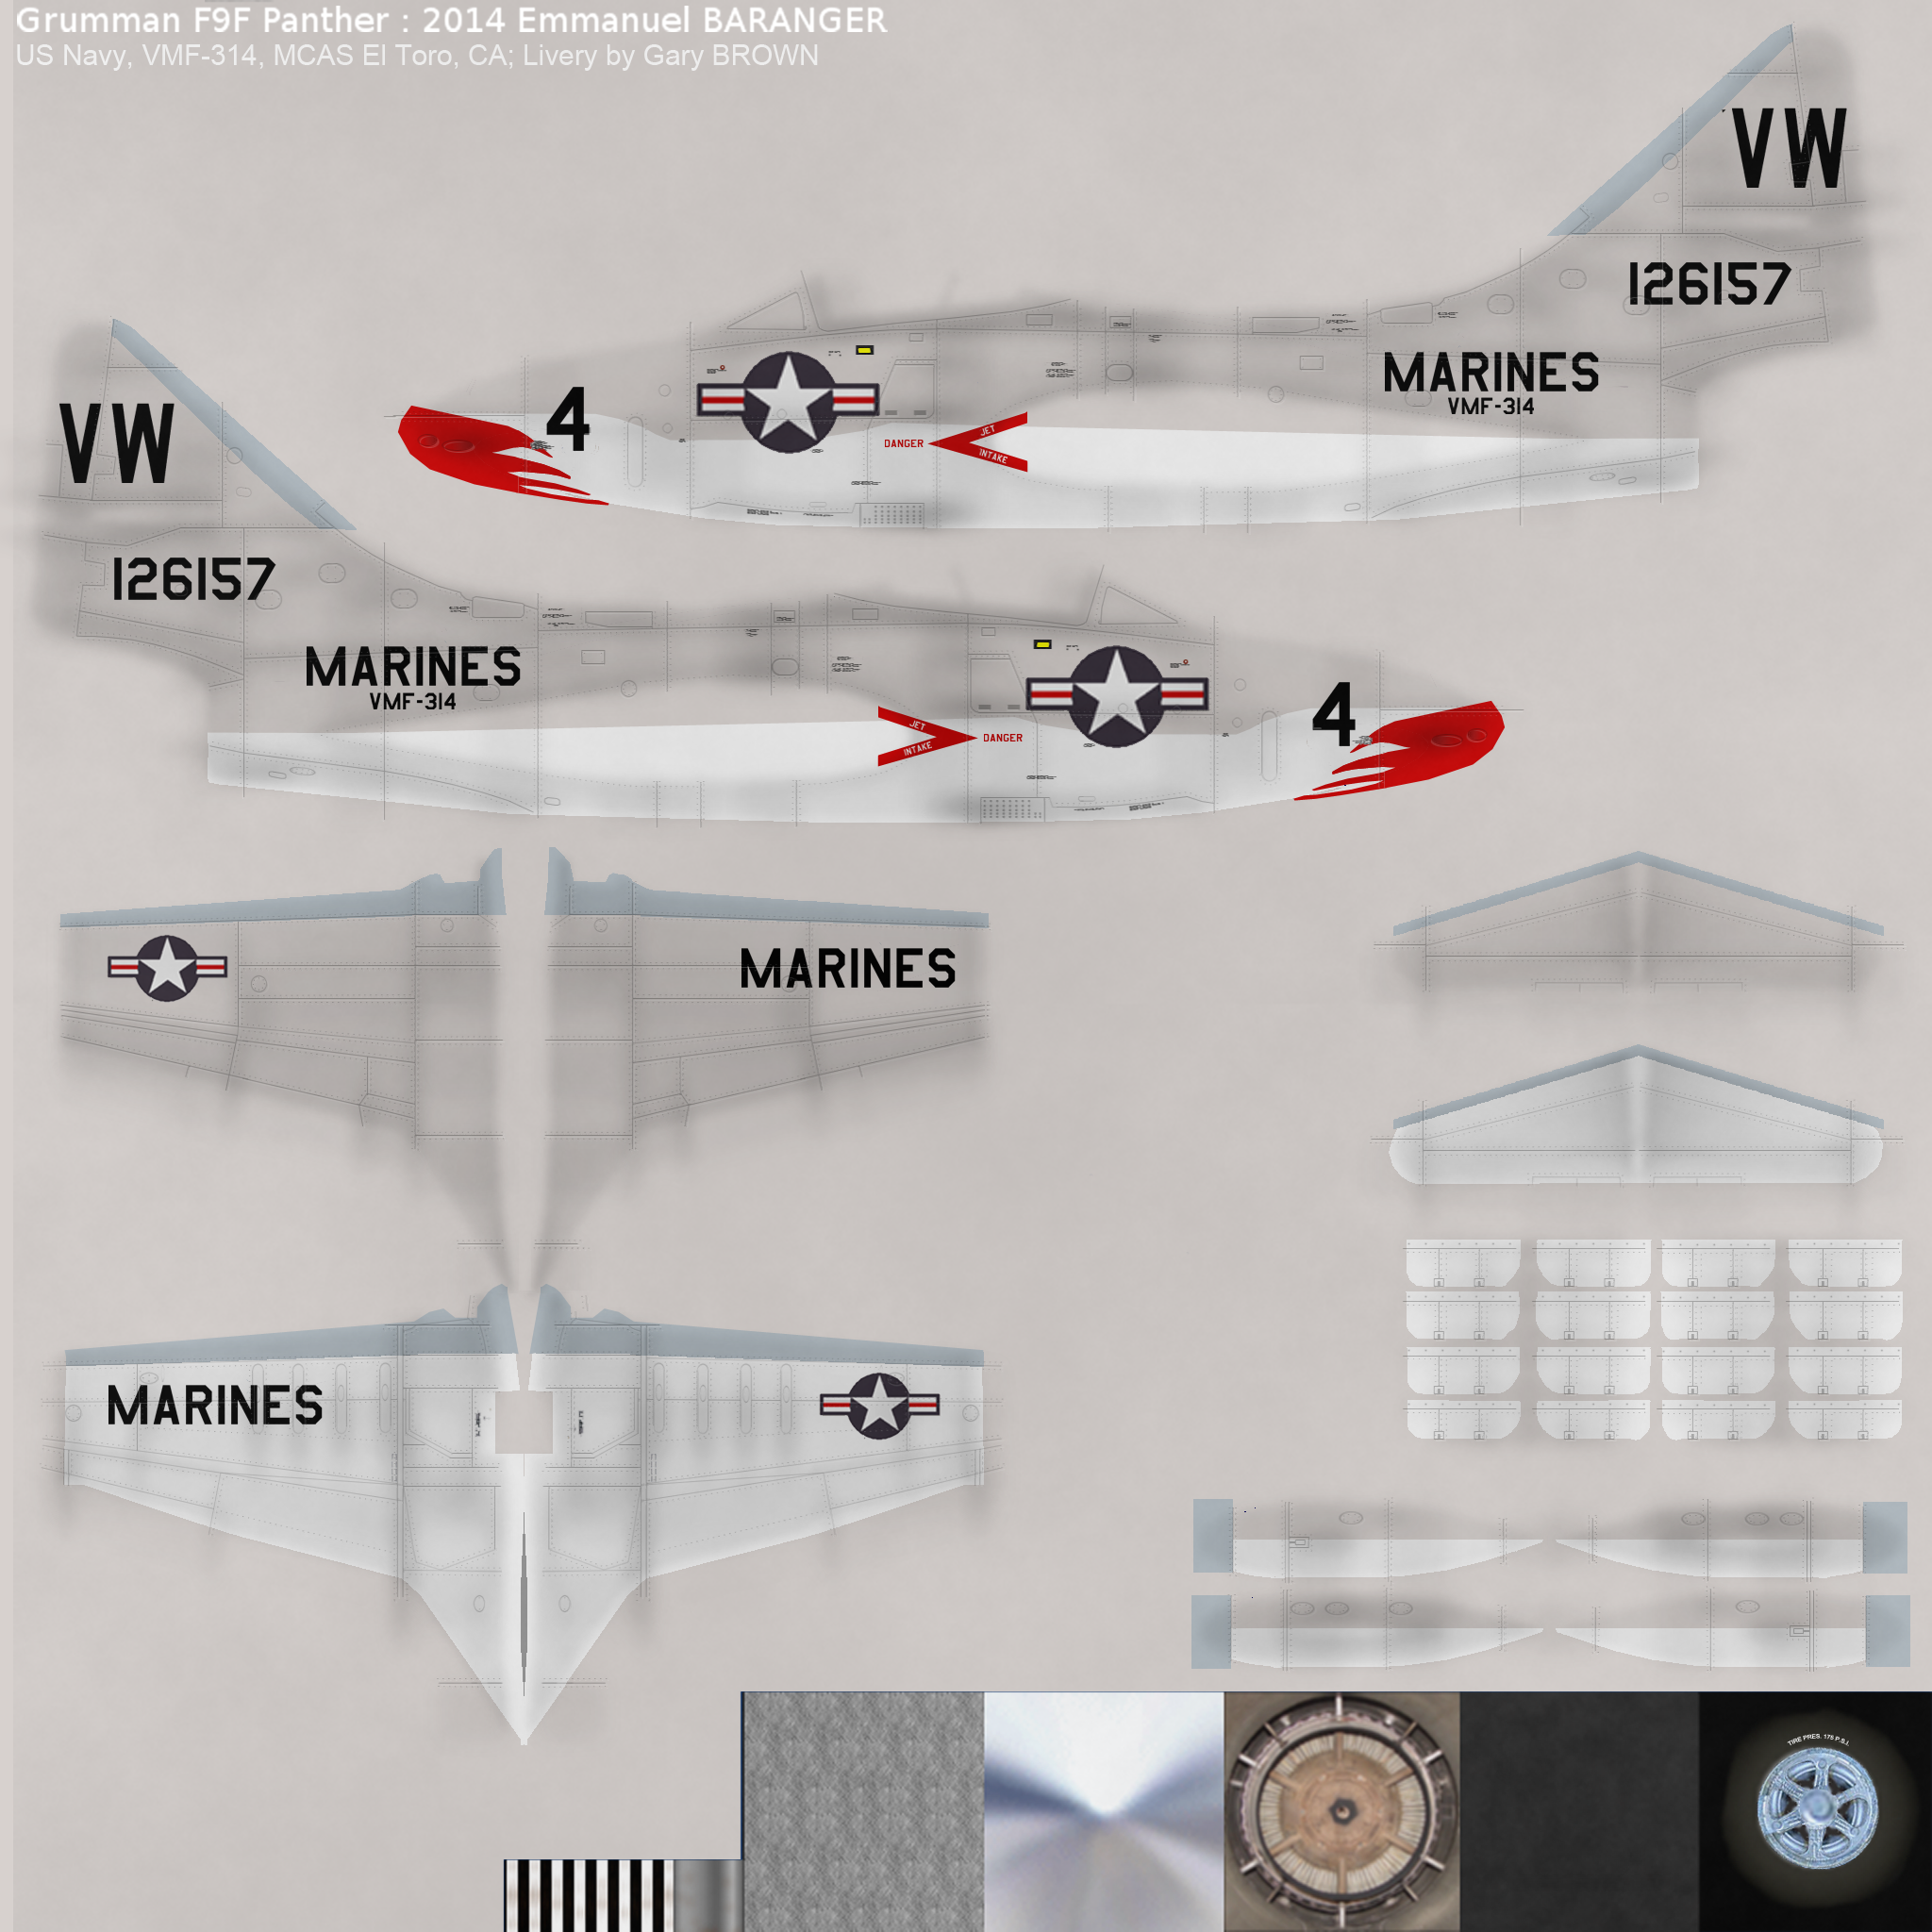 Grumman F9F Panther : 2014 Emmanuel BARANGER
US Navy, VMF-314, MCAS El Toro, CA; Livery by Gary BROWN
VW
126157
MARINES
VMF-314
4
DANGER
JET
INTAKE
VW
126157
MARINES
VMF-314
JET
INTAKE
DANGER
4
MARINES
MARINES
TIRE PRES. 175 P.S.I.